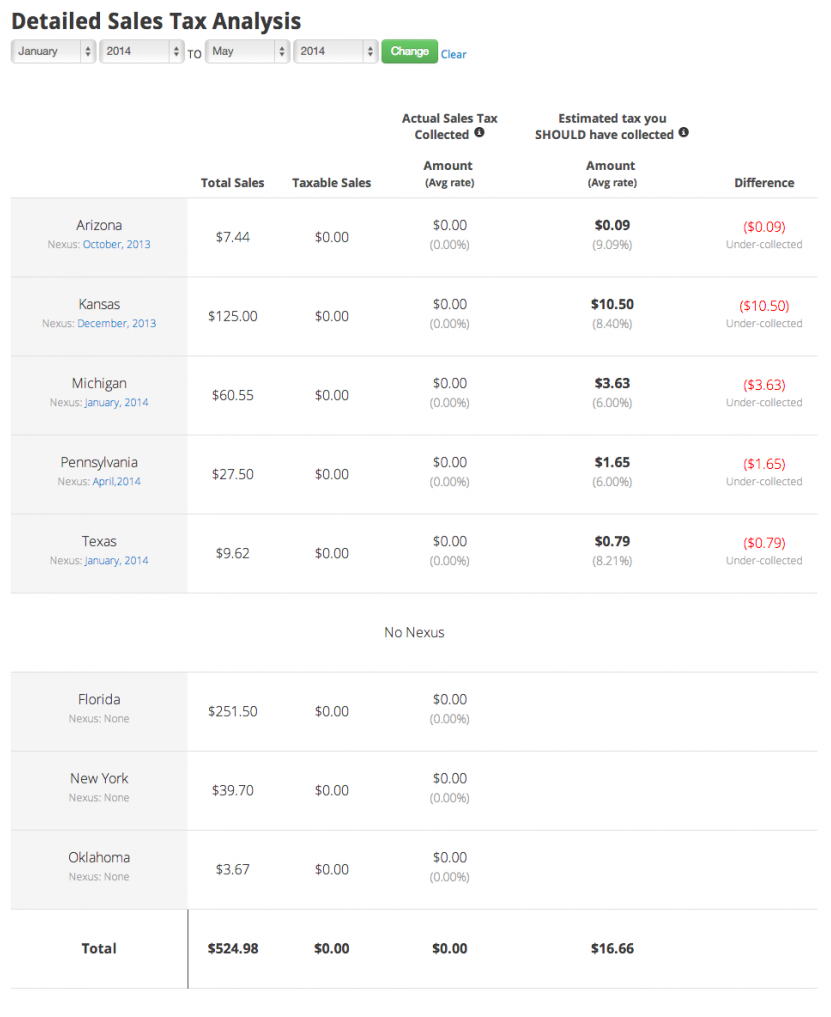 Detailed Sales Tax Analysis
January 2014 TO May 2014 Change Clear
Actual Sales Tax Collected
Estimated tax you SHOULD have collected
Total Sales Taxable Sales Amount (Avg rate) Amount (Avg rate) Difference
Arizona $7.44 $0.00 $0.00 $0.09 ($0.09)
Nexus: October, 2013 (0.00%) (9.09%) Under-collected
Kansas $125.00 $0.00 $0.00 $10.50 ($10.50)
Nexus: December, 2013 (0.00%) (8.40%) Under-collected
Michigan $60.55 $0.00 $0.00 $3.63 ($3.63)
Nexus: January, 2014 (0.00%) (6.00%) Under-collected
Pennsylvania $27.50 $0.00 $0.00 $1.65 ($1.65)
Nexus: April,2014 (0.00%) (6.00%) Under-collected
Texas $9.62 $0.00 $0.00 $0.79 ($0.79)
Nexus: January, 2014 (0.00%) (8.21%) Under-collected
No Nexus
Florida $251.50 $0.00 $0.00
Nexus: None (0.00%)
New York $39.70 $0.00 $0.00
Nexus: None (0.00%)
Oklahoma $3.67 $0.00 $0.00
Nexus: None (0.00%)
Total $524.98 $0.00 $0.00 $16.66